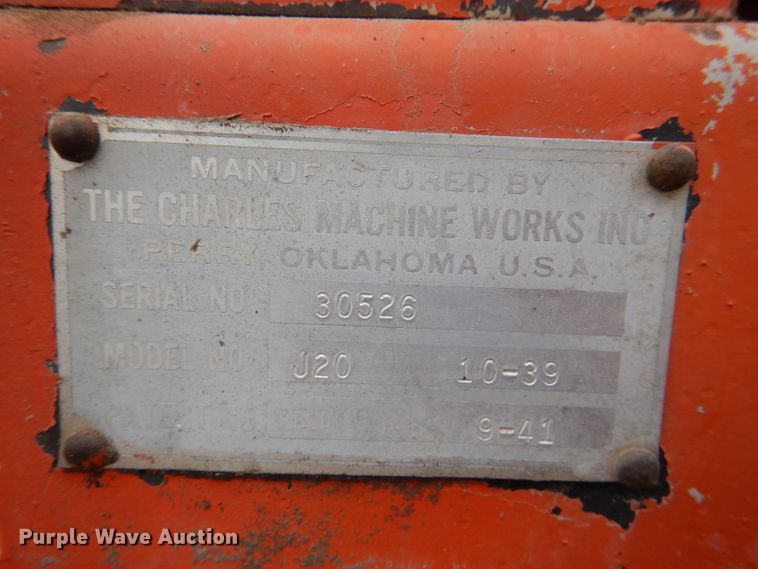 MANUFACTURED BY
THE CHARLES MACHINE WORKS INC
PERRY, OKLAHOMA U.S.A.
SERIAL NO. 30526
MODEL NO. J20 10-39
9-41
Purple Wave Auction